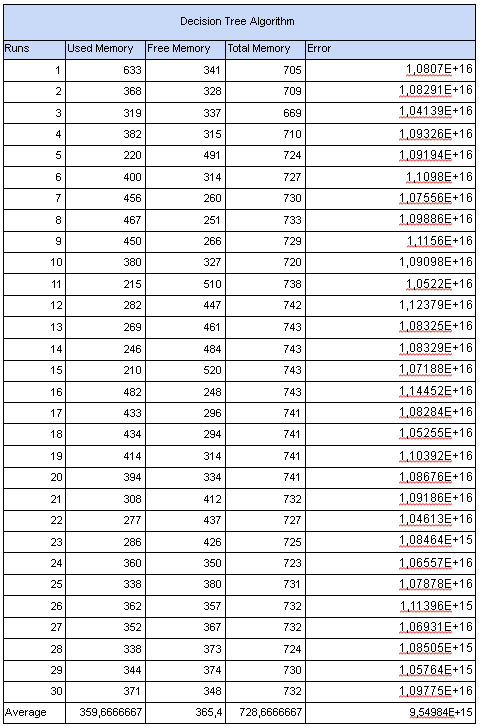 Decision Tree Algorithm
Runs Used Memory Free Memory Total Memory Error
1 633 341 705 1,0807E+16
2 368 328 709 1,08291E+16
3 319 337 669 1,04139E+16
4 382 315 710 1,09326E+16
5 220 491 724 1,09194E+16
6 400 314 727 1,1098E+16
7 456 260 730 1,07556E+16
8 467 251 733 1,09886E+16
9 450 266 729 1,1156E+16
10 380 327 720 1,09098E+16
11 215 510 738 1,0522E+16
12 282 447 742 1,12379E+16
13 269 461 743 1,08325E+16
14 246 484 743 1,08329E+16
15 210 520 743 1,07188E+16
16 482 248 743 1,14452E+16
17 433 296 741 1,08284E+16
18 434 294 741 1,05255E+16
19 414 314 741 1,10392E+16
20 394 334 741 1,08676E+16
21 308 412 732 1,09186E+16
22 277 437 727 1,04613E+16
23 286 426 725 1,08464E+15
24 360 350 723 1,06557E+16
25 338 380 731 1,07878E+16
26 362 357 732 1,11396E+15
27 352 367 732 1,06931E+16
28 338 373 724 1,08505E+15
29 344 374 730 1,05764E+15
30 371 348 732 1,09775E+16
Average 359,6666667 365,4 728,6666667 9,54984E+15